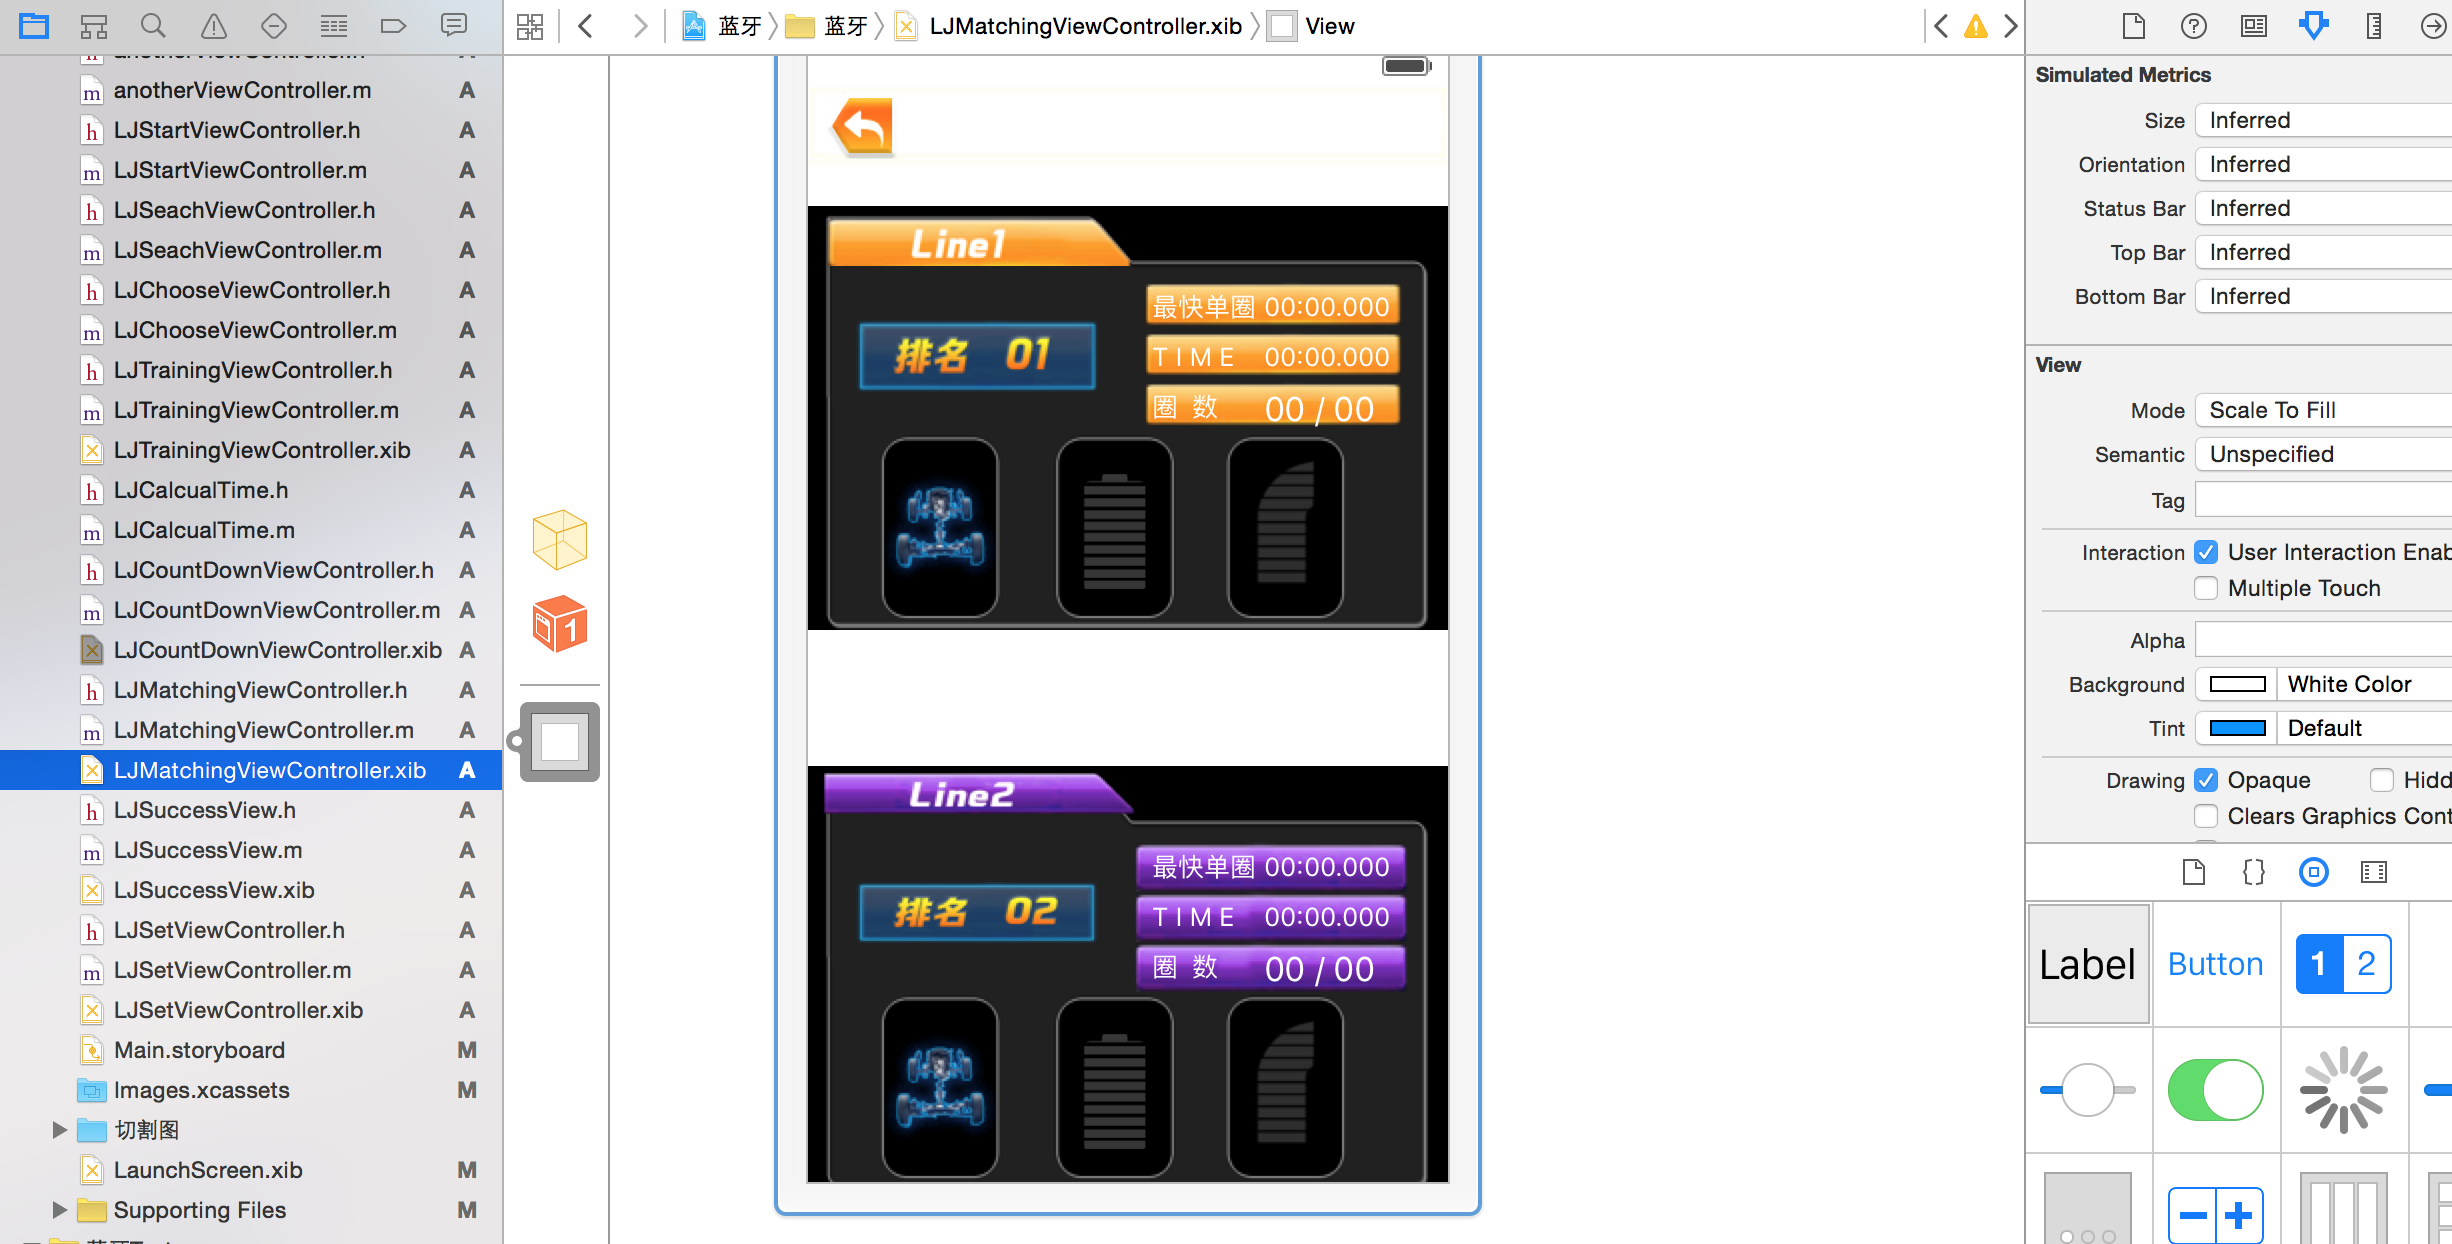 蓝牙
蓝牙
LJMatchingViewController.xib
View
anotherViewController.m A
LJStartViewController.h A
LJStartViewController.m A
LJSeachViewController.h A
LJSeachViewController.m A
LJChooseViewController.h A
LJChooseViewController.m A
LJTrainingViewController.h A
LJTrainingViewController.m A
LJTrainingViewController.xib A
LJCalcualTime.h A
LJCalcualTime.m A
LJCountDownViewController.h A
LJCountDownViewController.m A
LJCountDownViewController.xib A
LJMatchingViewController.h A
LJMatchingViewController.m A
LJMatchingViewController.xib A
LJSuccessView.h A
LJSuccessView.m A
LJSuccessView.xib A
LJSetViewController.h A
LJSetViewController.m A
LJSetViewController.xib A
Main.storyboard M
Images.xcassets M
切割图
LaunchScreen.xib M
Supporting Files M
1
Line1
最快单圈 00:00.000
排名 01
TIME 00:00.000
圈 数 00 / 00
Line2
最快单圈 00:00.000
排名 02
TIME 00:00.000
圈 数 00 / 00
Simulated Metrics
Size Inferred
Orientation Inferred
Status Bar Inferred
Top Bar Inferred
Bottom Bar Inferred
View
Mode Scale To Fill
Semantic Unspecified
Tag
Interaction User Interaction Enab
Multiple Touch
Alpha
Background White Color
Tint Default
Drawing Opaque Hidd
Clears Graphics Cont
Label Button 1 2